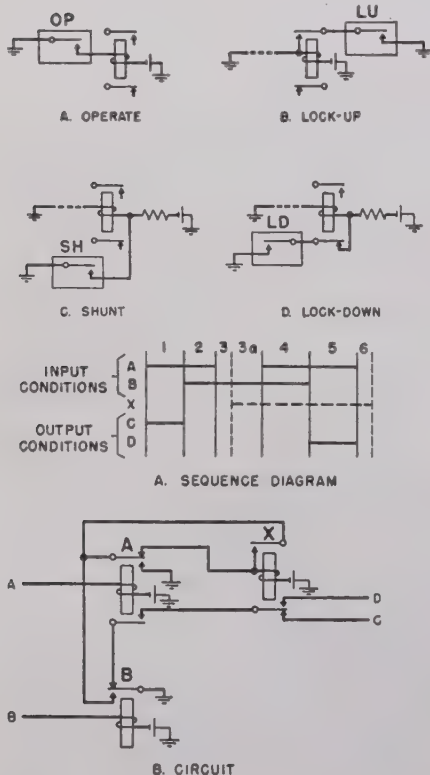 OP
A. OPERATE
LU
B. LOCK-UP
SH
C. SHUNT
LD
D. LOCK-DOWN
1 2 3 3a 4 5 6
INPUT CONDITIONS { A
B
X
OUTPUT CONDITIONS { C
D
A. SEQUENCE DIAGRAM
A
X
A
D
C
B
B
B. CIRCUIT